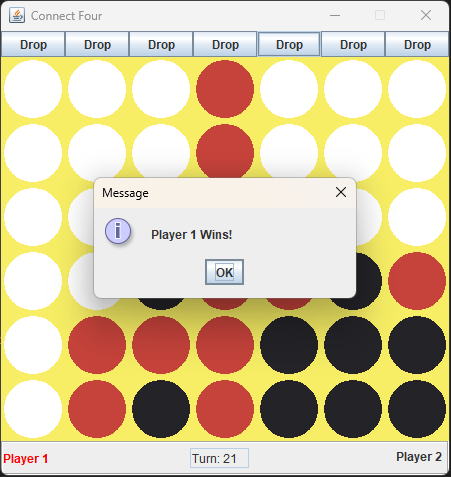 Connect Four
Drop Drop Drop Drop Drop Drop Drop
Message
Player 1 Wins!
OK
Player 1 Turn: 21 Player 2